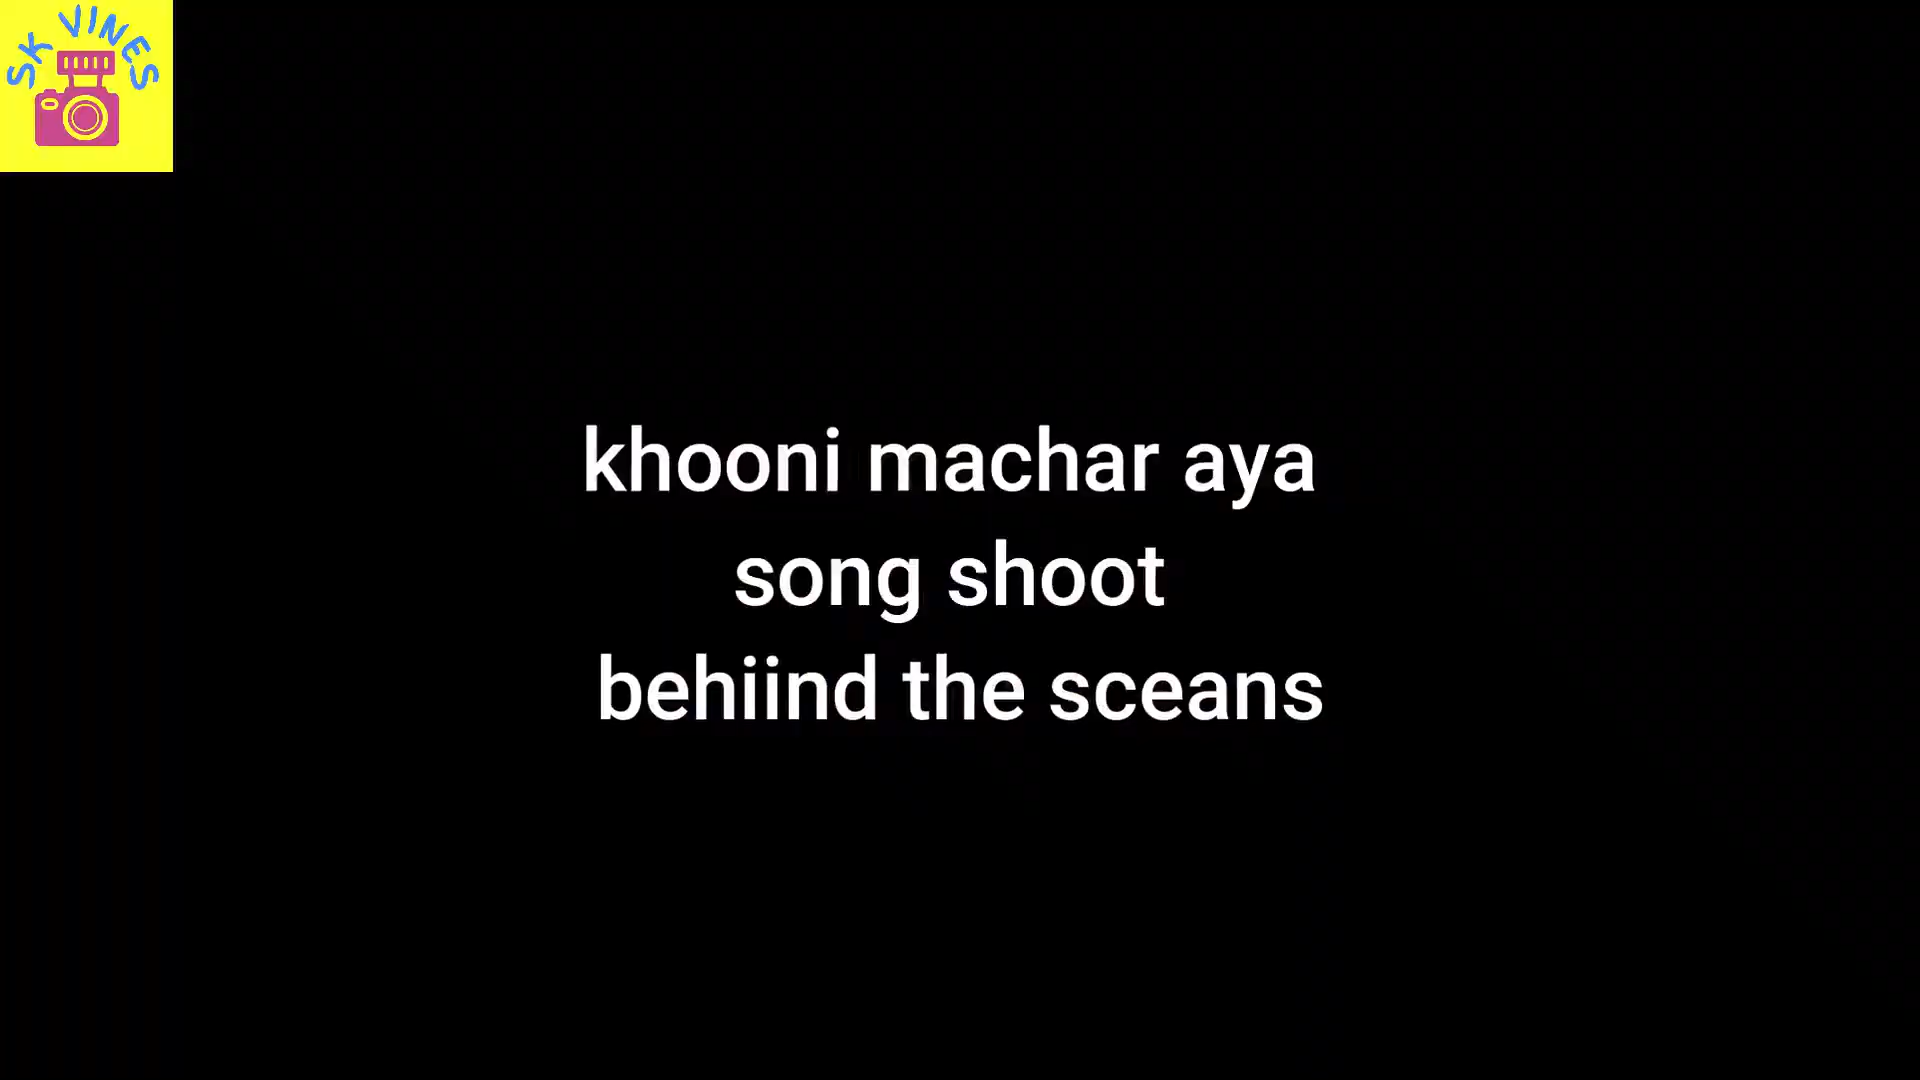 SK VINES
khooni machar aya
song shoot
behiind the sceans